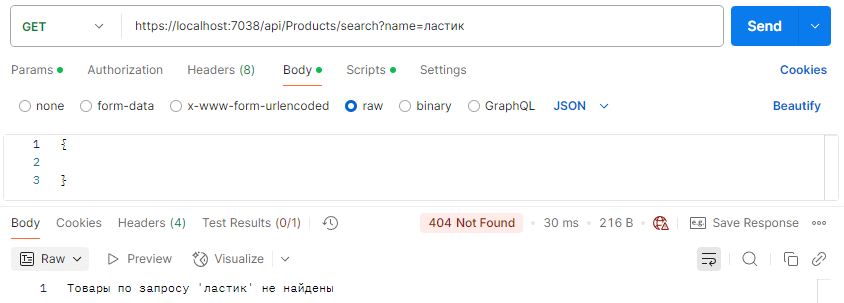 GET https://localhost:7038/api/Products/search?name=ластик Send
Params Authorization Headers (8) Body Scripts Settings Cookies
none form-data x-www-form-urlencoded raw binary GraphQL JSON Beautify
1 {
2
3 }
Body Cookies Headers (4) Test Results (0/1) 404 Not Found 30 ms 216 B e.g. Save Response
Raw Preview Visualize
1 Товары по запросу 'ластик' не найдены